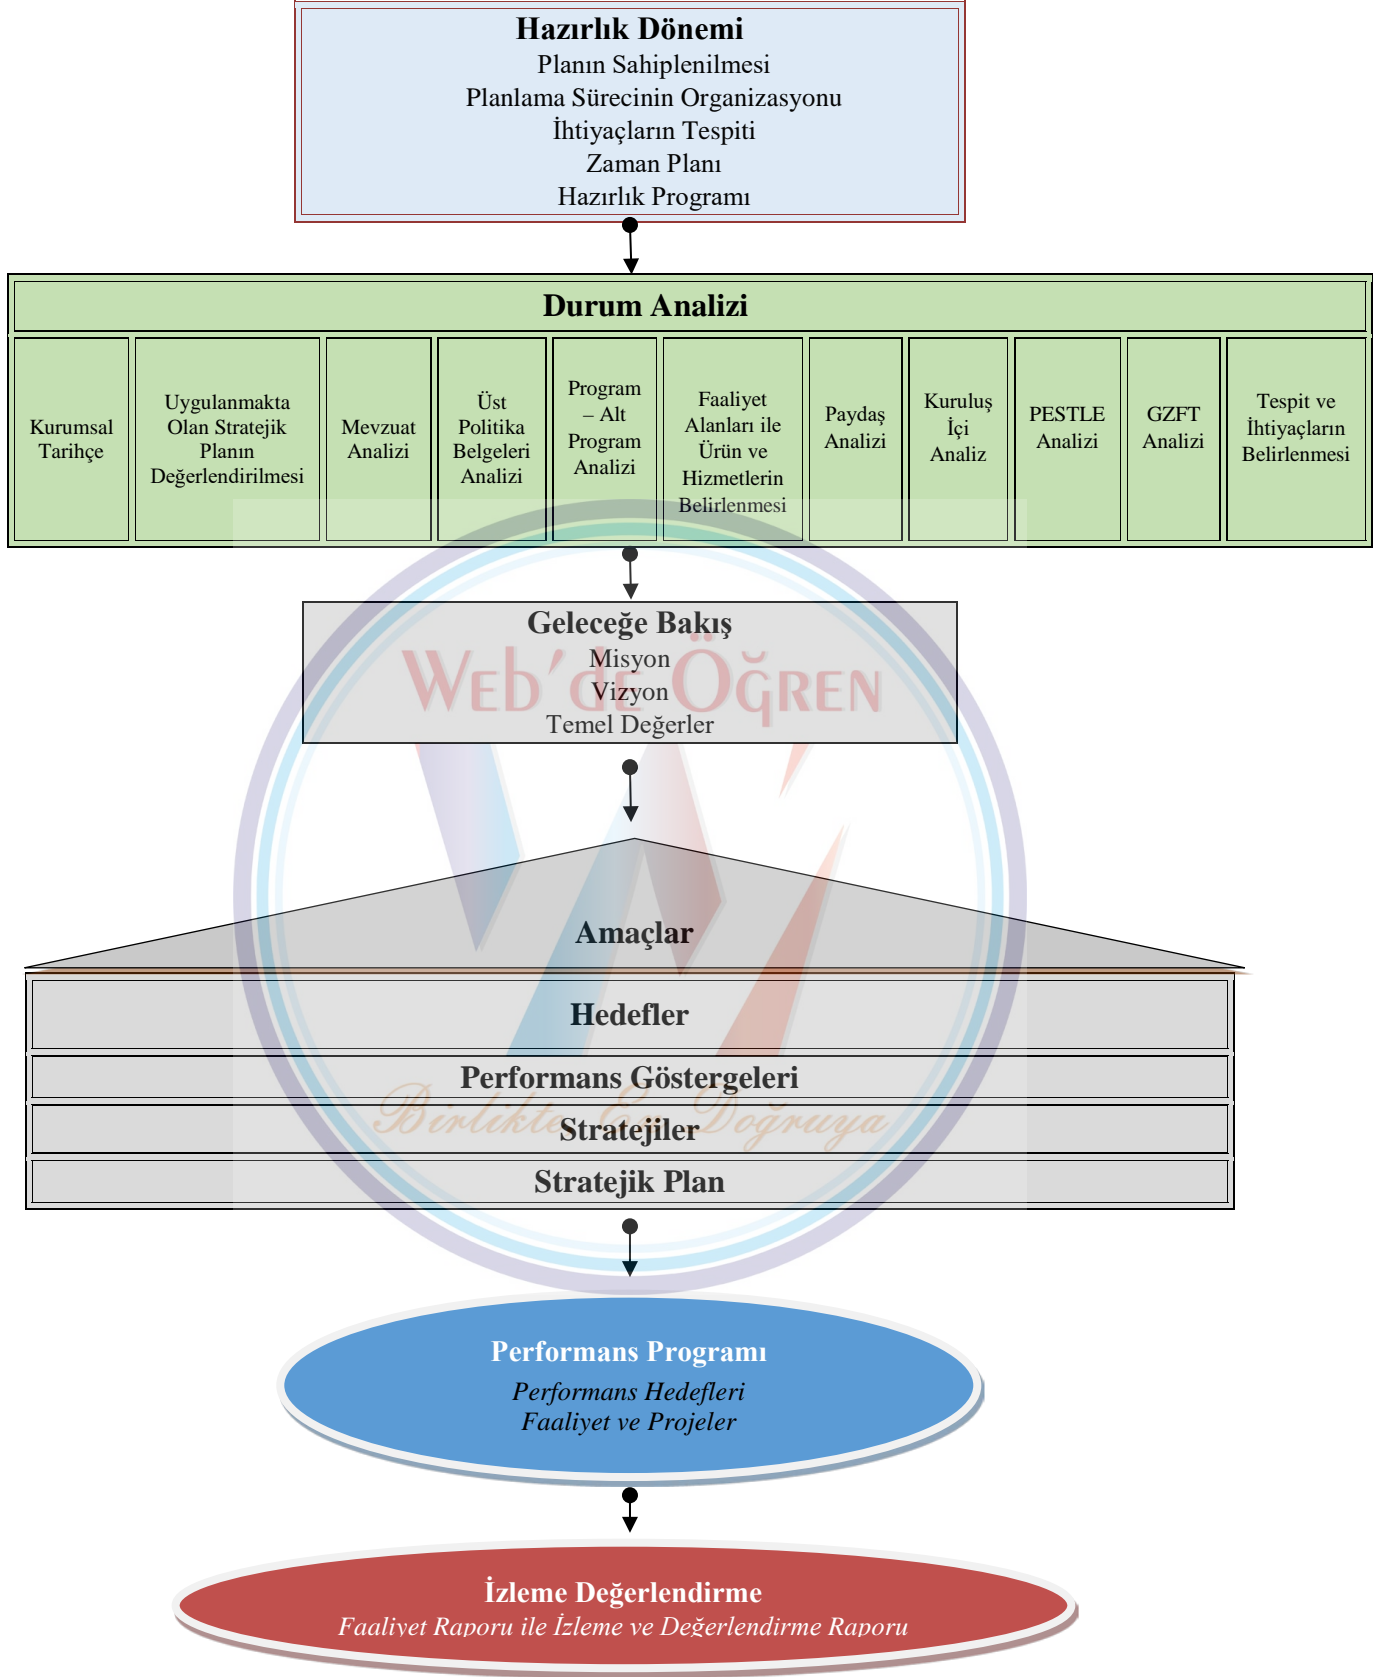 Hazırlık Dönemi
Planın Sahiplenilmesi
Planlama Sürecinin Organizasyonu
İhtiyaçların Tespiti
Zaman Planı
Hazırlık Programı
Durum Analizi
Kurumsal
Tarihçe
Uygulanmakta
Olan Stratejik
Planın
Değerlendirilmesi
Mevzuat
Analizi
Üst
Politika
Belgeleri
Analizi
Program
– Alt
Program
Analizi
Faaliyet
Alanları ile
Ürün ve
Hizmetlerin
Belirlenmesi
Paydaş
Analizi
Kuruluş
İçi
Analiz
PESTLE
Analizi
GZFT
Analizi
Tespit ve
İhtiyaçların
Belirlenmesi
Geleceğe Bakış
Misyon
Web'de Öğren
Vizyon
Temel Değerler
Amaçlar
Hedefler
Performans Göstergeleri
Birlikte En Doğruya
Stratejiler
Stratejik Plan
Performans Programı
Performans Hedefleri
Faaliyet ve Projeler
İzleme Değerlendirme
Faaliyet Raporu ile İzleme ve Değerlendirme Raporu